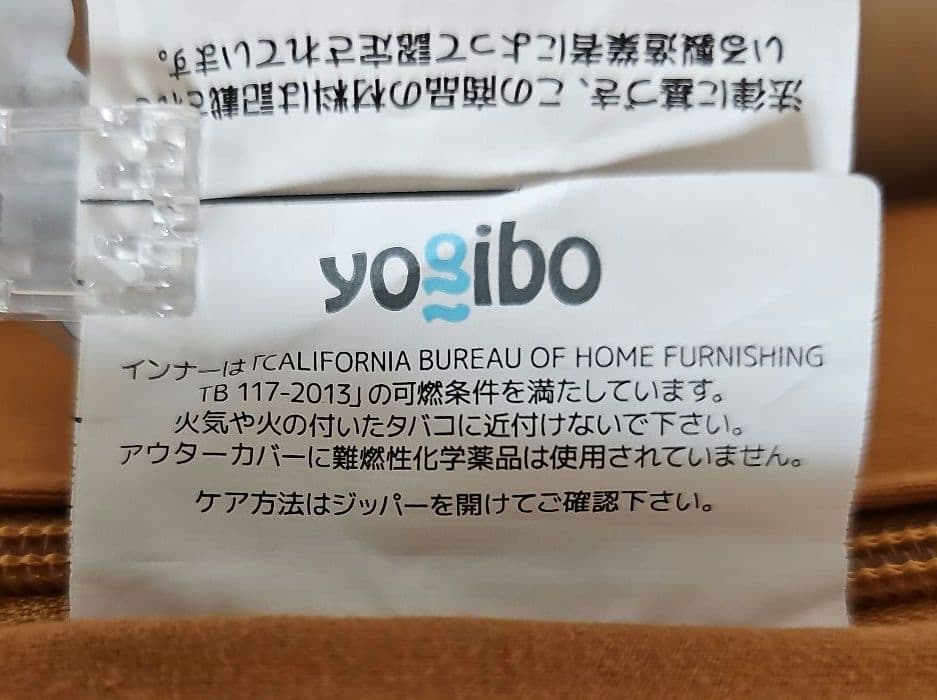 法律に基づき、この商品の材料は記載され
いる製造業者によって認定されています。
yogibo
インナーは「CALIFORNIA BUREAU OF HOME FURNISHING
TB 117-2013」の可燃条件を満たしています。
火気や火の付いたタバコに近付けないで下さい。
アウターカバーに難燃性化学薬品は使用されていません。
ケア方法はジッパーを開けてご確認下さい。